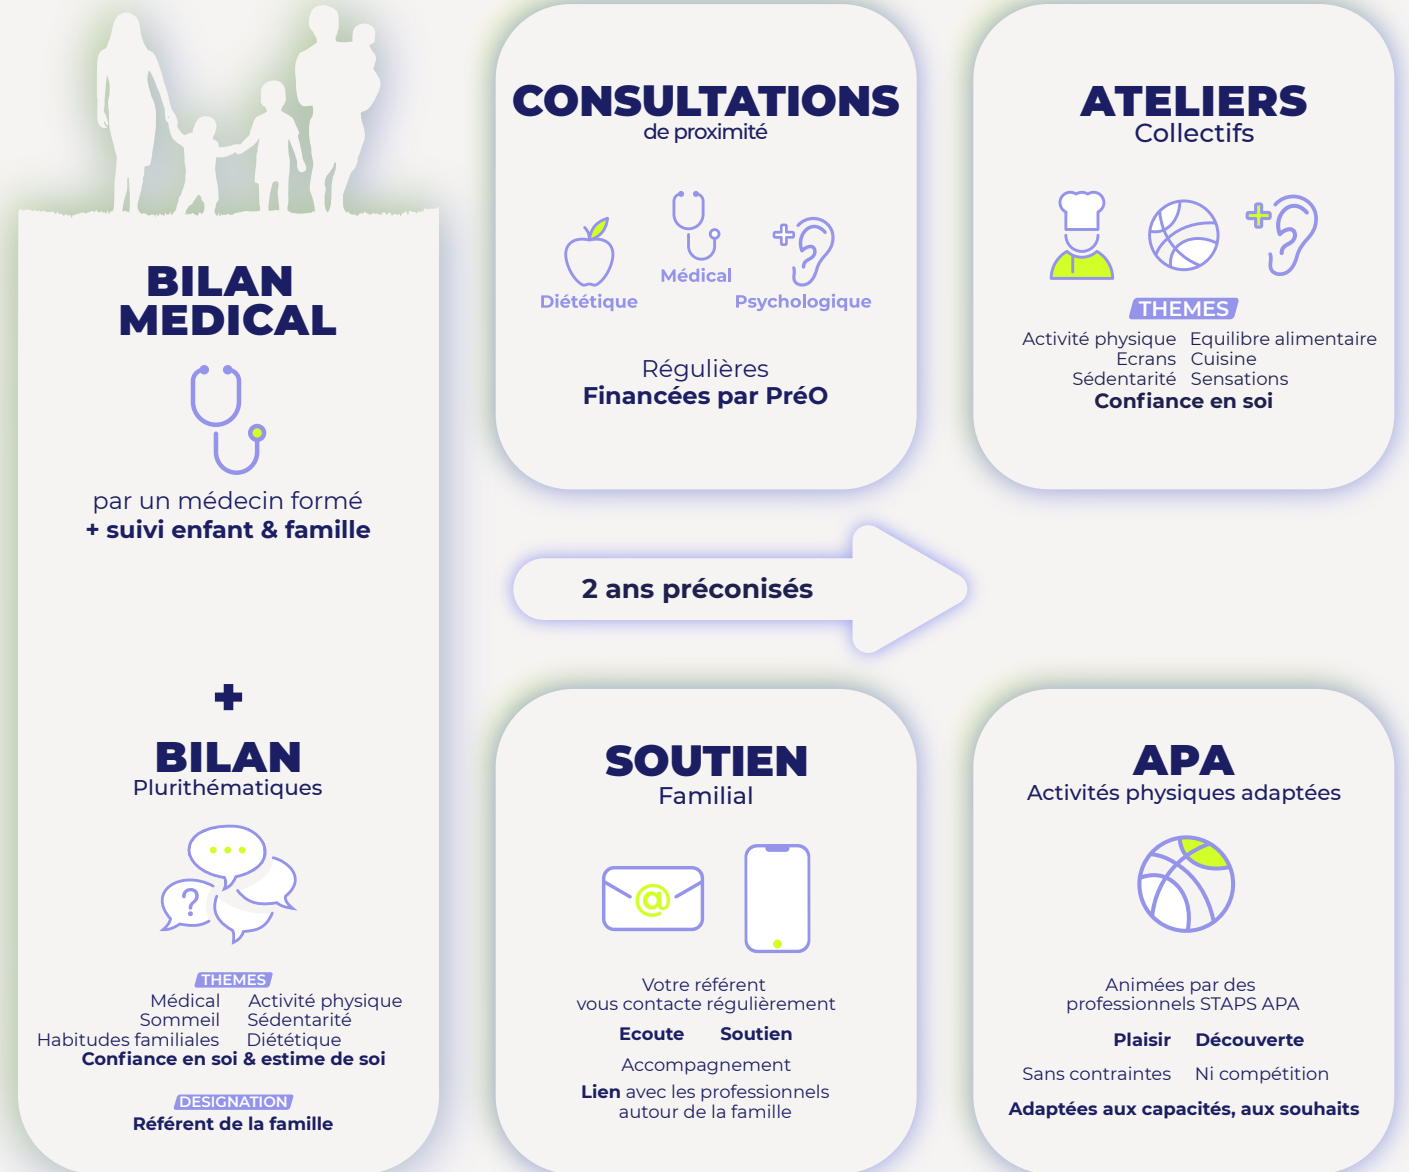 BILAN
MEDICAL
par un médecin formé
+ suivi enfant & famille
+
BILAN
Plurithématiques
?
THEMES
Médical Activité physique
Sommeil Sédentarité
Habitudes familiales Diététique
Confiance en soi & estime de soi
DESIGNATION
Référent de la famille
CONSULTATIONS
de proximité
Diététique
Médical
Psychologique
Régulières
Financées par PréO
ATELIERS
Collectifs
THEMES
Activité physique Equilibre alimentaire
Ecrans Cuisine
Sédentarité Sensations
Confiance en soi
2 ans préconisés
SOUTIEN
Familial
@
Votre référent
vous contacte régulièrement
Ecoute Soutien
Accompagnement
Lien avec les professionnels
autour de la famille
APA
Activités physiques adaptées
Animées par des
professionnels STAPS APA
Plaisir Découverte
Sans contraintes Ni compétition
Adaptées aux capacités, aux souhaits